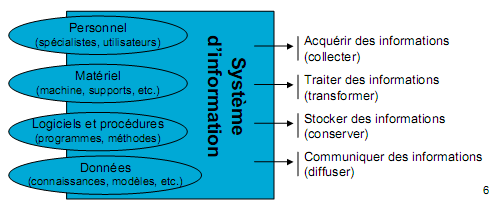 Personnel
(spécialistes, utilisateurs)
Matériel
(machine, supports, etc.)
Logiciels et procédures
(programmes, méthodes)
Données
(connaissances, modèles, etc.)
Système
d'information
Acquérir des informations
(collecter)
Traiter des informations
(transformer)
Stocker des informations
(conserver)
Communiquer des informations
(diffuser)
6